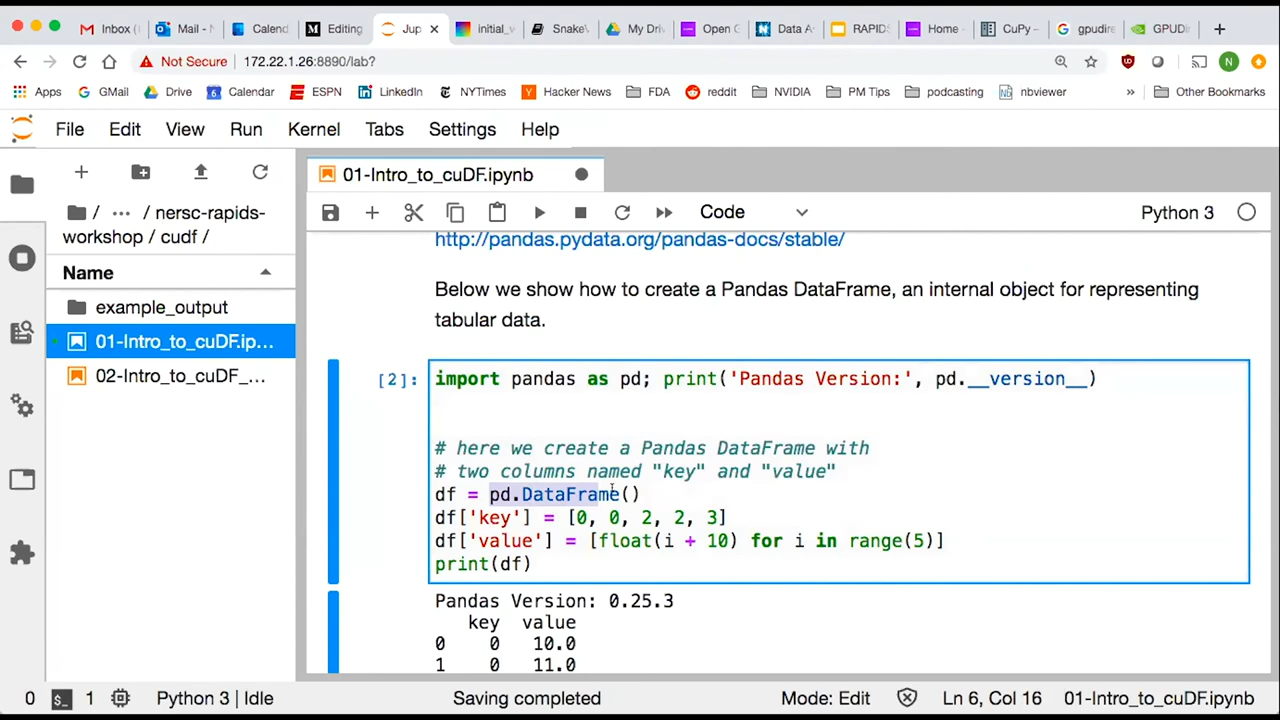 Inbox (
Mail - N
Calend
Editing
Jup
initial_v
Snake\
My Driv
Open G
Data A
RAPIDS
Home -
CuPy –
gpudire
GPUDir
Not Secure 172.22.1.26:8890/lab?
N
Apps GMail Drive Calendar ESPN LinkedIn NYTimes Hacker News FDA reddit NVIDIA PM Tips podcasting nbviewer » Other Bookmarks
File Edit View Run Kernel Tabs Settings Help
01-Intro_to_cuDF.ipynb
/ ··· / nersc-rapids-
workshop / cudf /
Code
Python 3
Name
example_output
01-Intro_to_cuDF.ip...
02-Intro_to_cuDF_...
http://pandas.pydata.org/pandas-docs/stable/
Below we show how to create a Pandas DataFrame, an internal object for representing
tabular data.
[2]: import pandas as pd; print('Pandas Version:', pd.__version__)
# here we create a Pandas DataFrame with
# two columns named "key" and "value"
df = pd.DataFrame()
df['key'] = [0, 0, 2, 2, 3]
df['value'] = [float(i + 10) for i in range(5)]
print(df)
Pandas Version: 0.25.3
key value
0 0 10.0
1 0 11.0
0 $_ 1 Python 3 | Idle Saving completed Mode: Edit Ln 6, Col 16 01-Intro_to_cuDF.ipynb